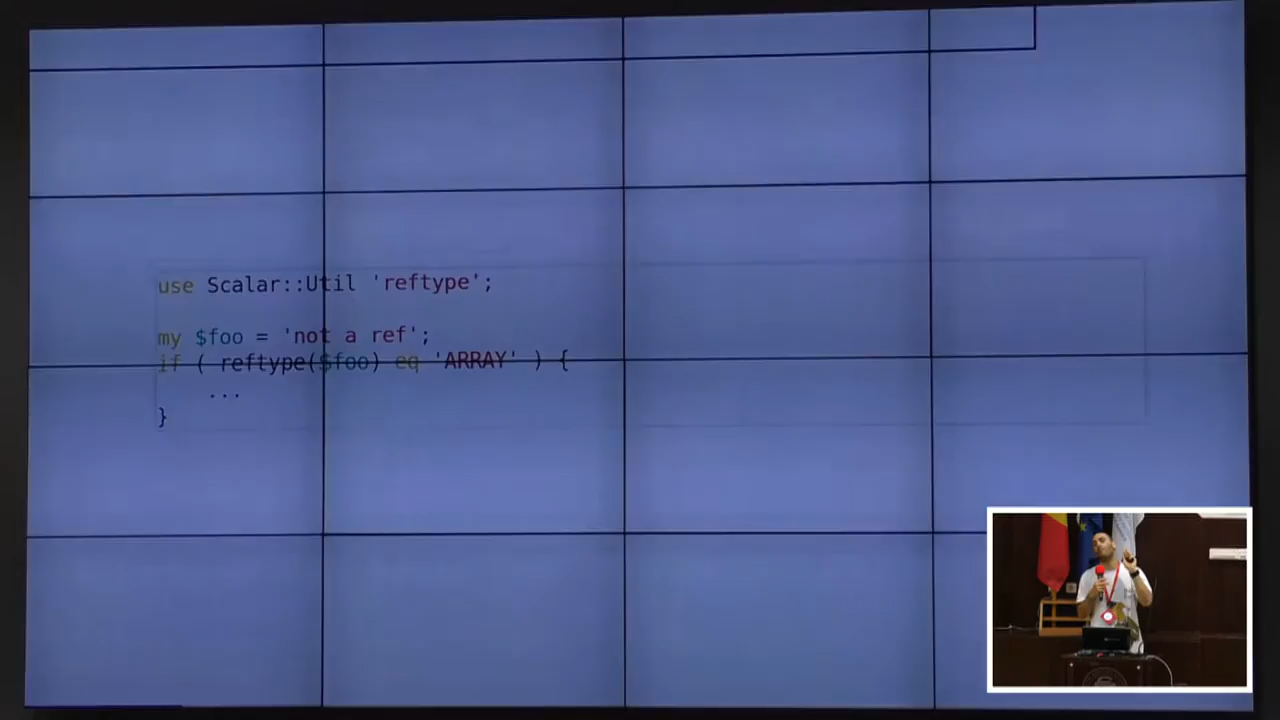 use Scalar::Util 'reftype';
my $foo = 'not a ref';
if ( reftype($foo) eq 'ARRAY' ) {
...
}